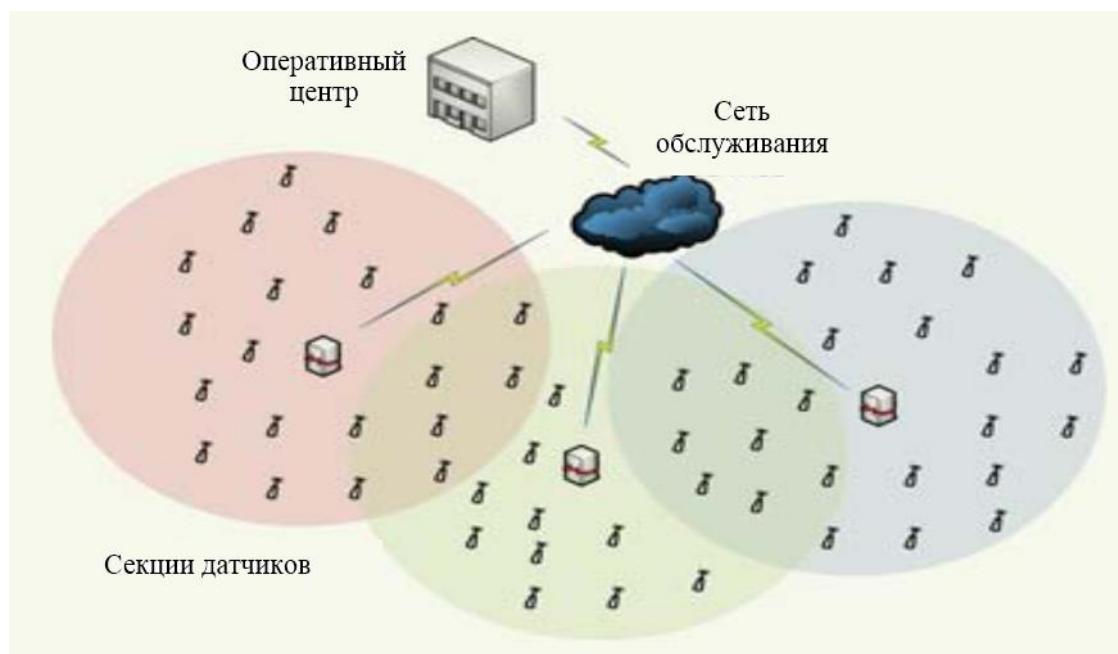 Оперативный
центр
Сеть
обслуживания
Секции датчиков